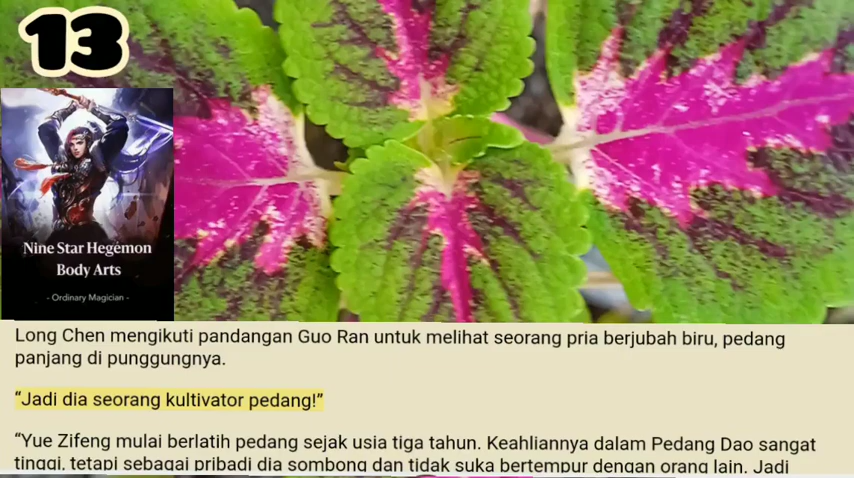 13
Nine Star Hegemon
Body Arts
- Ordinary Magician -
Long Chen mengikuti pandangan Guo Ran untuk melihat seorang pria berjubah biru, pedang
panjang di punggungnya.
“Jadi dia seorang kultivator pedang!”
“Yue Zifeng mulai berlatih pedang sejak usia tiga tahun. Keahliannya dalam Pedang Dao sangat
tinggi, tetapi sebagai pribadi dia sombong dan tidak suka bertempur dengan orang lain. Jadi